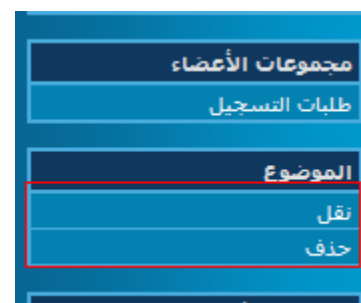 مجموعات الأعضاء
طلبات التسجيل
الموضوع
نقل
حذف